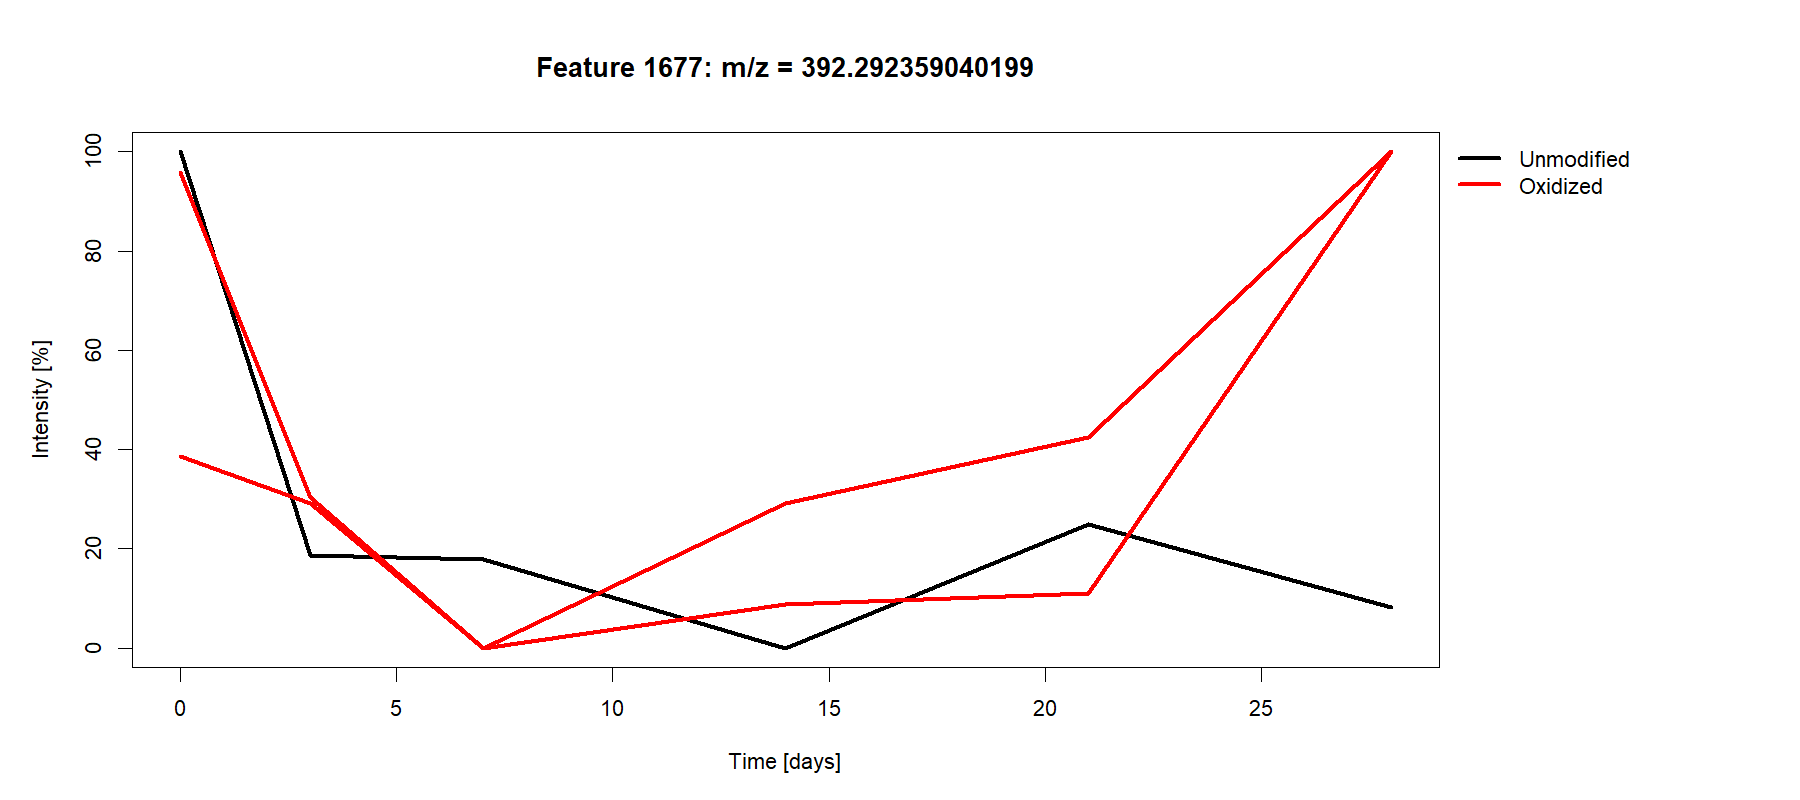 Feature 1677: m/z = 392.292359040199
Unmodified
Oxidized
Intensity [%]
100
80
60
40
20
0
0 5 10 15 20 25
Time [days]